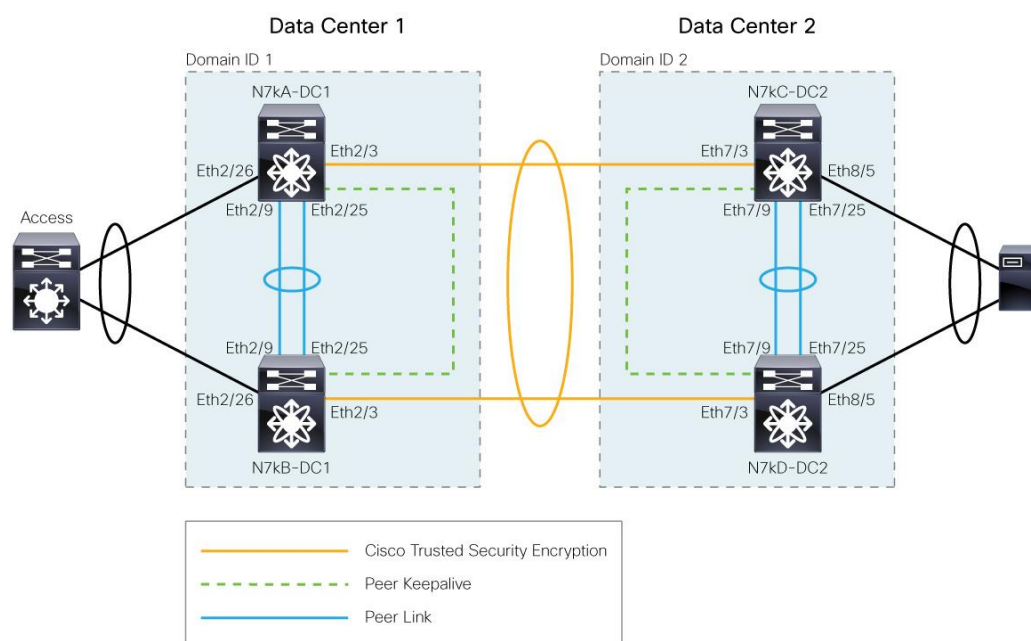 Data Center 1
Data Center 2
Domain ID 1
Domain ID 2
N7kA-DC1
N7kC-DC2
Eth2/3
Eth7/3
Eth2/26
Eth8/5
Eth2/9
Eth2/25
Eth7/9
Eth7/25
Access
Eth2/9
Eth2/25
Eth7/9
Eth7/25
Eth2/26
Eth2/3
Eth7/3
Eth8/5
N7kB-DC1
N7kD-DC2
Cisco Trusted Security Encryption
Peer Keepalive
Peer Link